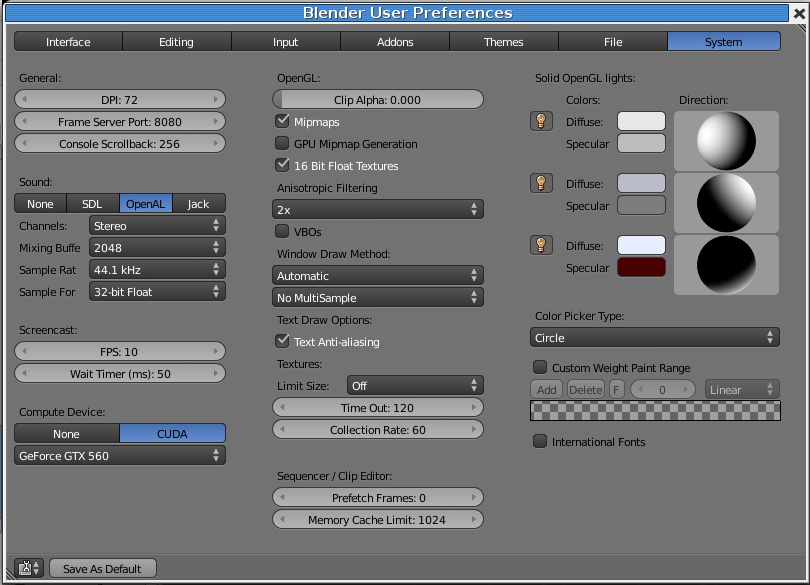 Blender User Preferences
Interface Editing Input Addons Themes File System
General:
DPI: 72
Frame Server Port: 8080
Console Scrollback: 256
Sound:
None SDL OpenAL Jack
Channels: Stereo
Mixing Buffe 2048
Sample Rat 44.1 kHz
Sample For 32-bit Float
Screencast:
FPS: 10
Wait Timer (ms): 50
Compute Device:
None CUDA
GeForce GTX 560
OpenGL:
Clip Alpha: 0.000
Mipmaps
GPU Mipmap Generation
16 Bit Float Textures
Anisotropic Filtering
2x
VBOs
Window Draw Method:
Automatic
No MultiSample
Text Draw Options:
Text Anti-aliasing
Textures:
Limit Size: Off
Time Out: 120
Collection Rate: 60
Sequencer / Clip Editor:
Prefetch Frames: 0
Memory Cache Limit: 1024
Solid OpenGL lights:
Colors: Direction:
Diffuse:
Specular
Diffuse:
Specular
Diffuse:
Specular
Color Picker Type:
Circle
Custom Weight Paint Range
Add Delete F 0 Linear
International Fonts
Save As Default